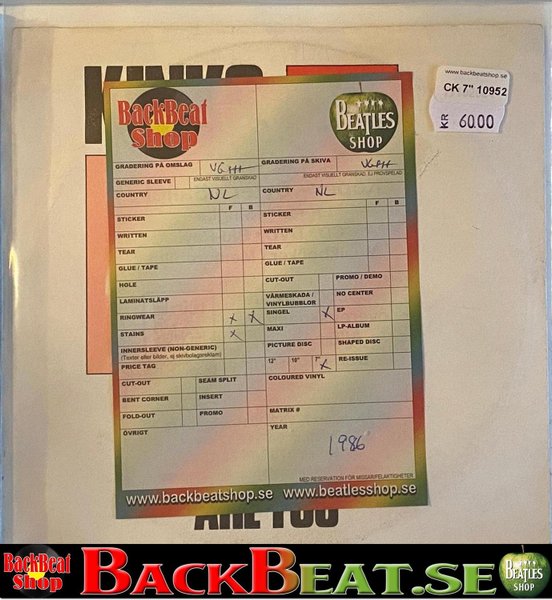 KINKS
www.backbeatshop.se
CK 7" 10952
KR 60.00
BackBeat Shop
BEATLES SHOP
GRADERING PÅ OMSLAG VG++ GRADERING PÅ SKIVA VG++
GENERIC SLEEVE ENDAST VISUELLT GRANSKAD ENDAST VISUELLT GRANSKAD, EJ PROVSPELAD
COUNTRY NL COUNTRY NL
F B F B
STICKER STICKER
WRITTEN WRITTEN
TEAR TEAR
GLUE / TAPE GLUE / TAPE
HOLE CUT-OUT PROMO / DEMO
LAMINATSLÄPP VÄRMESKADA / VINYLBUBBLOR NO CENTER
RINGWEAR X X SINGEL X EP
STAINS X MAXI LP-ALBUM
INNERSLEEVE (NON-GENERIC) PICTURE DISC SHAPED DISC
(Texter eller bilder, ej skivbolagsreklam) 12" 10" 7" X RE-ISSUE
PRICE TAG
CUT-OUT SEAM SPLIT COLOURED VINYL
BENT CORNER INSERT
FOLD-OUT PROMO MATRIX #
ÖVRIGT YEAR
1986
MED RESERVATION FÖR MISSAR/FELAKTIGHETER
www.backbeatshop.se www.beatlesshop.se
ARE YOU
BackBeat Shop BACKBEAT.SE BEATLES SHOP